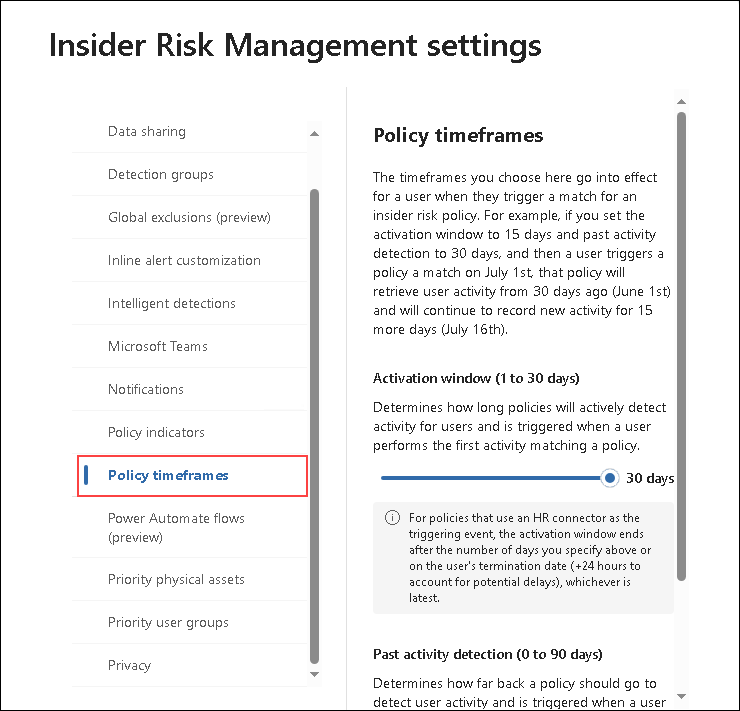 Insider Risk Management settings
Data sharing
Detection groups
Global exclusions (preview)
Inline alert customization
Intelligent detections
Microsoft Teams
Notifications
Policy indicators
Policy timeframes
Power Automate flows
(preview)
Priority physical assets
Priority user groups
Privacy
Policy timeframes
The timeframes you choose here go into effect
for a user when they trigger a match for an
insider risk policy. For example, if you set the
activation window to 15 days and past activity
detection to 30 days, and then a user triggers a
policy a match on July 1st, that policy will
retrieve user activity from 30 days ago (June 1st)
and will continue to record new activity for 15
more days (July 16th).
Activation window (1 to 30 days)
Determines how long policies will actively detect
activity for users and is triggered when a user
performs the first activity matching a policy.
30 days
For policies that use an HR connector as the
triggering event, the activation window ends
after the number of days you specify above or
on the user's termination date (+24 hours to
account for potential delays), whichever is
latest.
Past activity detection (0 to 90 days)
Determines how far back a policy should go to
detect user activity and is triggered when a user